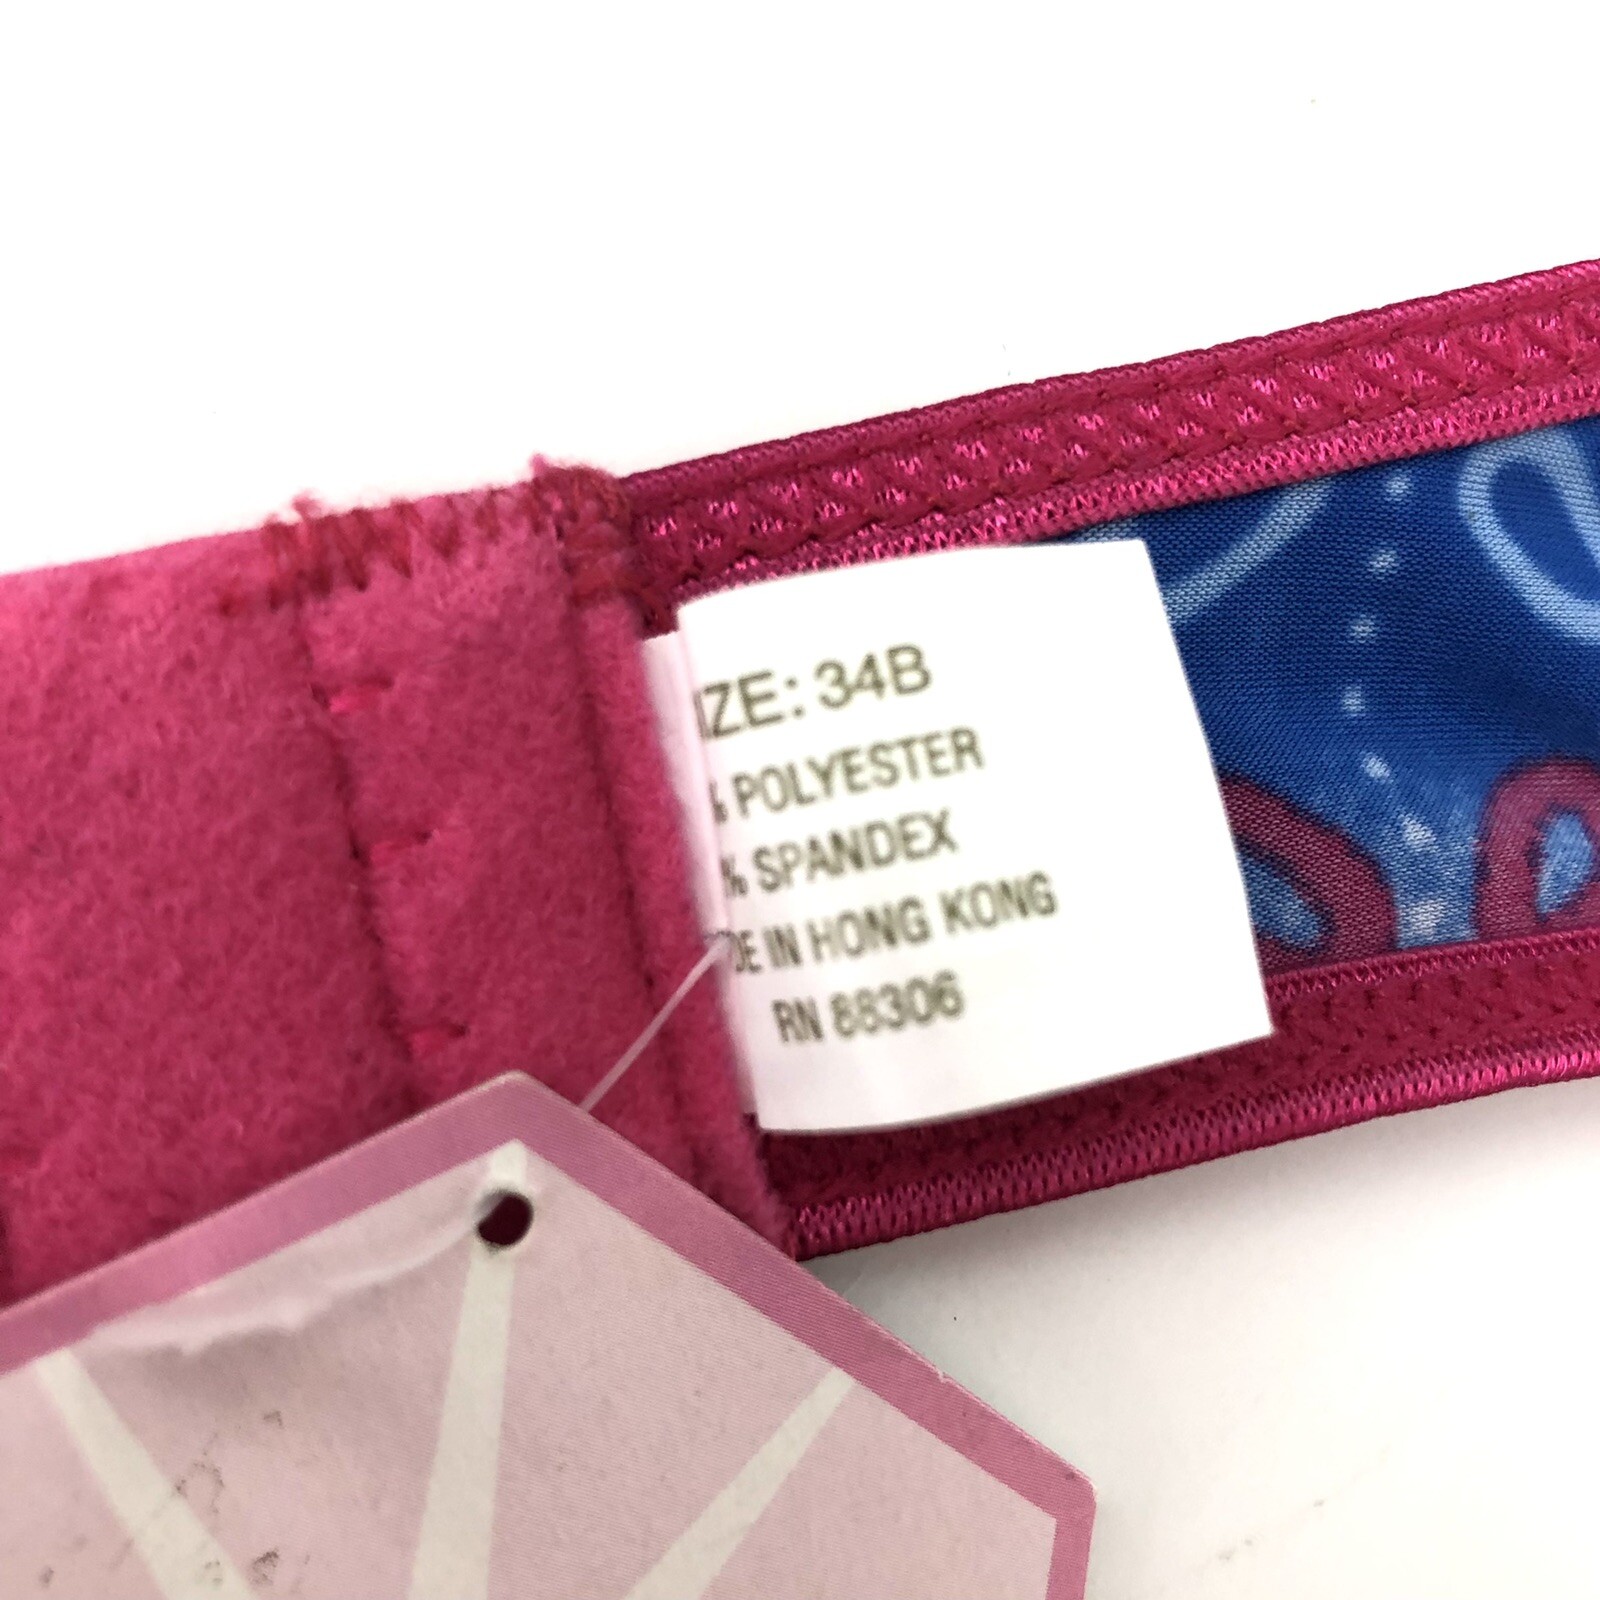 IZE: 34B
% POLYESTER
% SPANDEX
DE IN HONG KONG
RN 88306